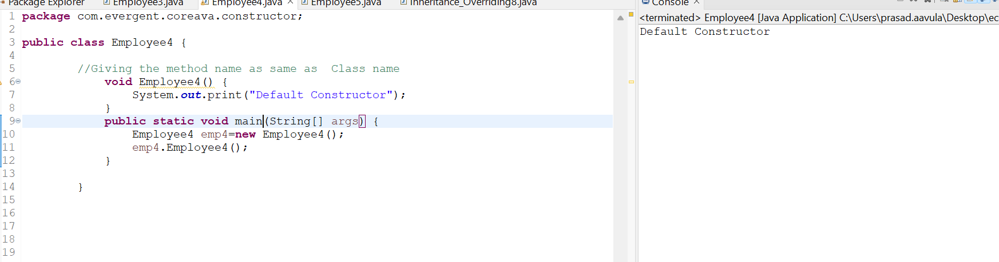 Package Explorer Employee3.java Employee4.java Employee5.java Inheritance_Overriding8.java
1 package com.evergent.coreava.constructor;
2
3 public class Employee4 {
4
5 //Giving the method name as same as  Class name
6 void Employee4() {
7 System.out.print("Default Constructor");
8 }
9 public static void main(String[] args) {
10 Employee4 emp4=new Employee4();
11 emp4.Employee4();
12 }
13
14 }
15
16
17
18
19
Console
<terminated> Employee4 [Java Application] C:\Users\prasad.aavula\Desktop\ec
Default Constructor